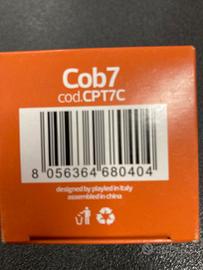 Cob7
cod.CPT7C
8 056364 680404
designed by playled in italy
assembled in china